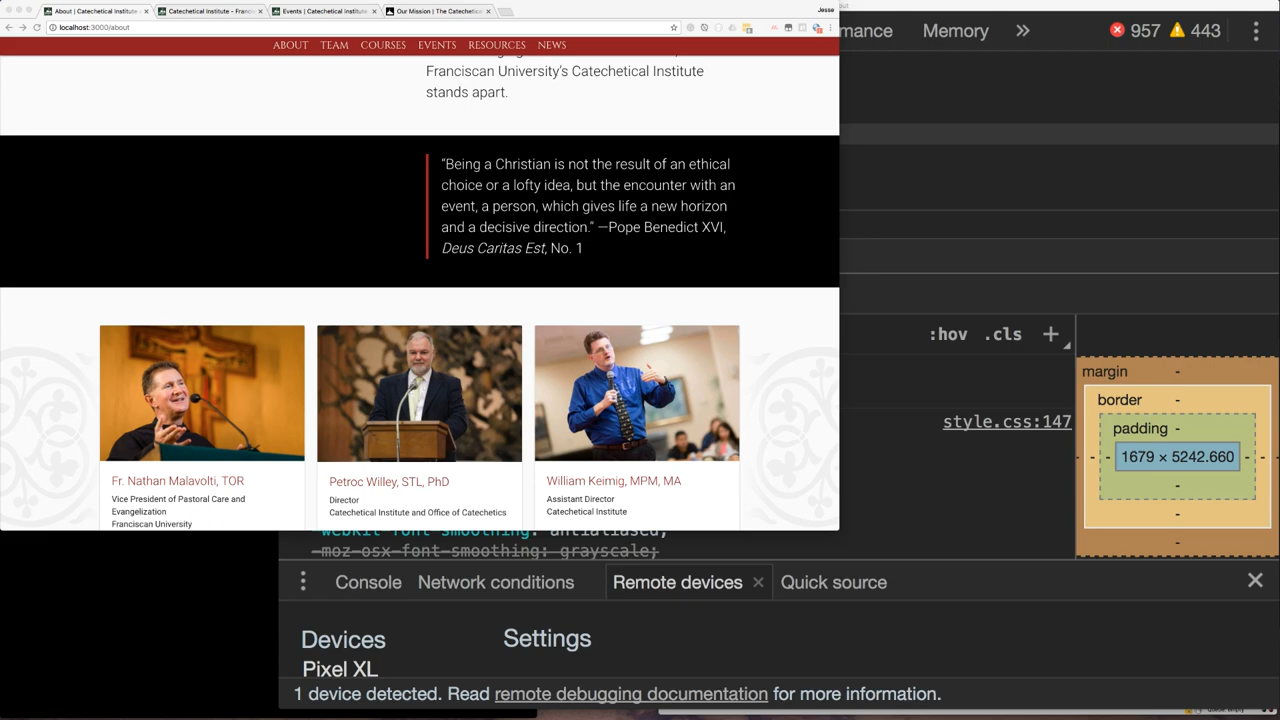 About | Catechetical Institute
Catechetical Institute - Franc
Events | Catechetical Institute
Our Mission | The Catechetic
Jesse
localhost:3000/about
ABOUT TEAM COURSES EVENTS RESOURCES NEWS
Franciscan University's Catechetical Institute
stands apart.
"Being a Christian is not the result of an ethical
choice or a lofty idea, but the encounter with an
event, a person, which gives life a new horizon
and a decisive direction." —Pope Benedict XVI,
Deus Caritas Est, No. 1
Fr. Nathan Malavolti, TOR
Vice President of Pastoral Care and
Evangelization
Franciscan University
Petroc Willey, STL, PhD
Director
Catechetical Institute and Office of Catechetics
William Keimig, MPM, MA
Assistant Director
Catechetical Institute
mance Memory » 957 443
:hov .cls +
style.css:147
margin -
border -
padding -
- - - 1679 × 5242.660 - - -
-
-
-
-webkit-font-smoothing: antialiased;
-moz-osx-font-smoothing: grayscale;
Console Network conditions Remote devices × Quick source ×
Devices Settings
Pixel XL
1 device detected. Read remote debugging documentation for more information.